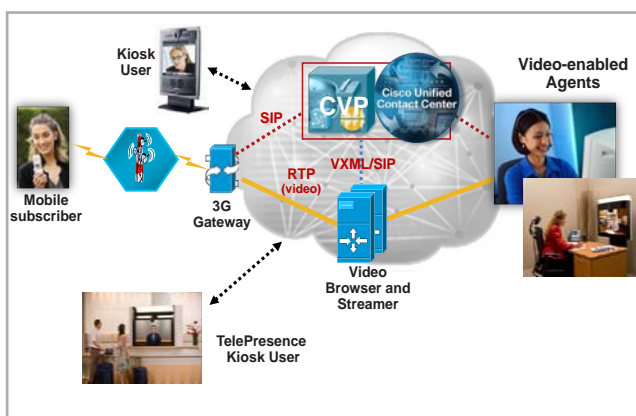 Kiosk
User
Video-enabled
Agents
CVP
Cisco Unified
Contact Center
SIP
VXML/SIP
RTP
(video)
Mobile
subscriber
3G
Gateway
Video
Browser and
Streamer
TelePresence
Kiosk User